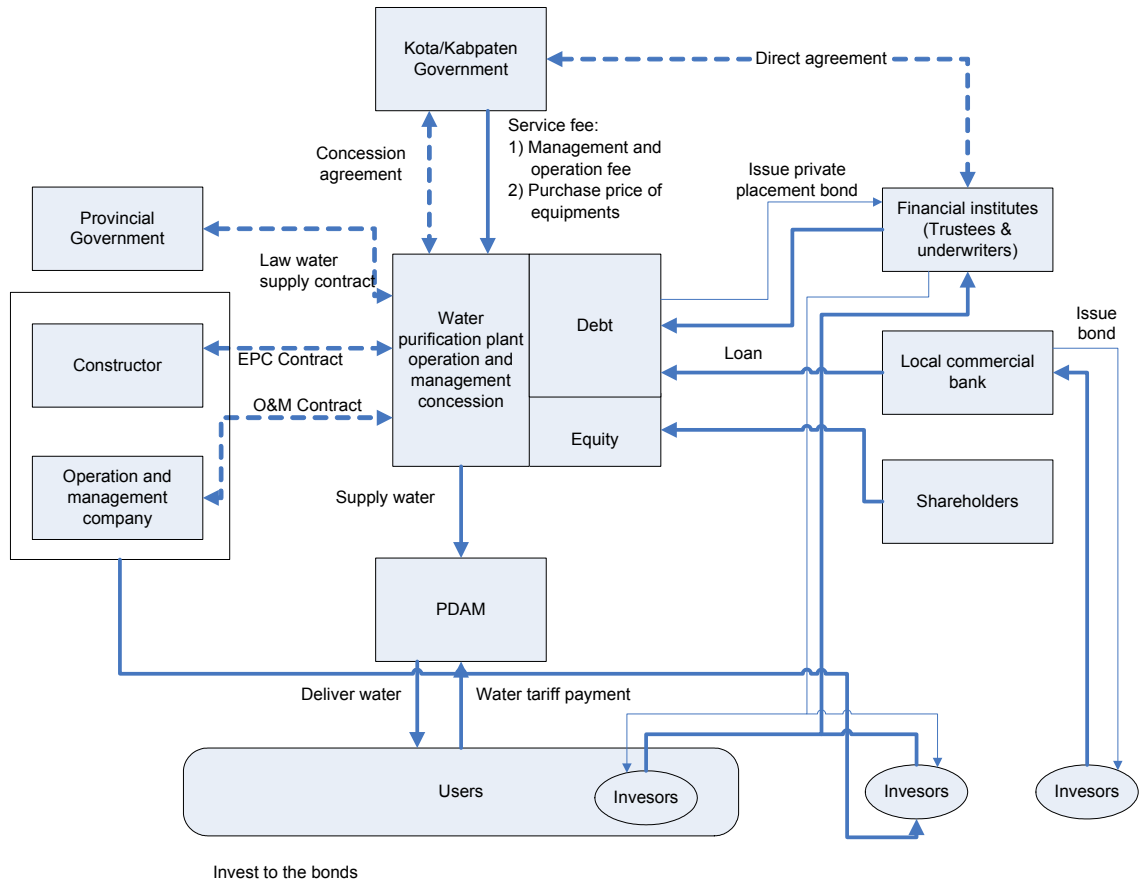 Kota/Kabpaten
Government
Direct agreement
Service fee:
1) Management and
operation fee
2) Purchase price of
equipments
Concession
agreement
Issue private
placement bond
Provincial
Government
Financial institutes
(Trustees &
underwriters)
Law water
supply contract
Water
purification plant
operation and
management
concession
Debt
Issue
bond
Constructor
EPC Contract
Loan
Local commercial
bank
O&M Contract
Equity
Operation and
management
company
Shareholders
Supply water
PDAM
Deliver water
Water tariff payment
Users
Invesors
Invesors
Invesors
Invest to the bonds